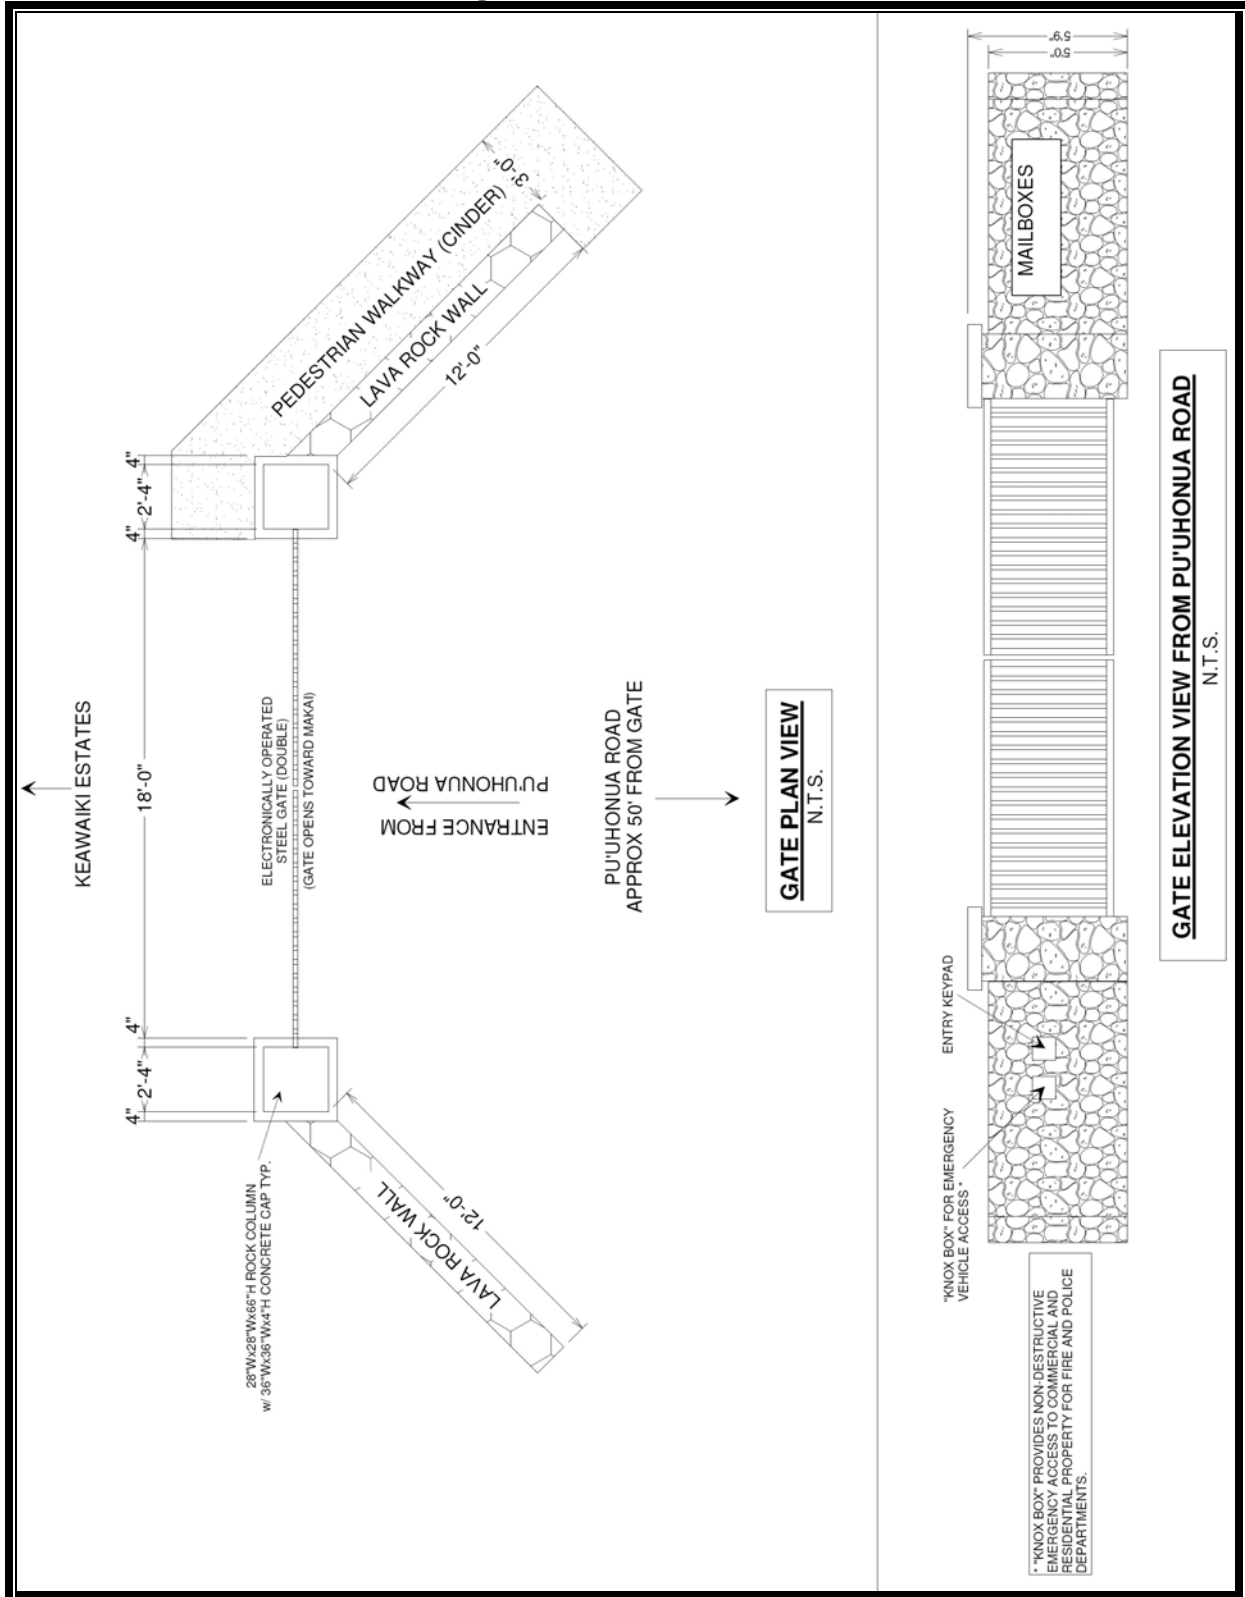 KEAWAIKI ESTATES
4"
2'-4"
4"
18'-0"
4"
2'-4"
4"
28"Wx28"Wx66"H ROCK COLUMN
w/ 36"Wx36"Wx4"H CONCRETE CAP TYP.
ELECTRONICALLY OPERATED
STEEL GATE (DOUBLE)
(GATE OPENS TOWARD MAKAI)
PEDESTRIAN WALKWAY (CINDER)
3'-0"
LAVA ROCK WALL
12'-0"
LAVA ROCK WALL
12'-0"
ENTRANCE FROM
PU'UHONUA ROAD
PU'UHONUA ROAD
APPROX 50' FROM GATE
GATE PLAN VIEW
N.T.S.
"KNOX BOX" FOR EMERGENCY
VEHICLE ACCESS *
ENTRY KEYPAD
MAILBOXES
5'9"
5'0"
* "KNOX BOX" PROVIDES NON-DESTRUCTIVE
EMERGENCY ACCESS TO COMMERCIAL AND
RESIDENTIAL PROPERTY FOR FIRE AND POLICE
DEPARTMENTS.
GATE ELEVATION VIEW FROM PU'UHONUA ROAD
N.T.S.